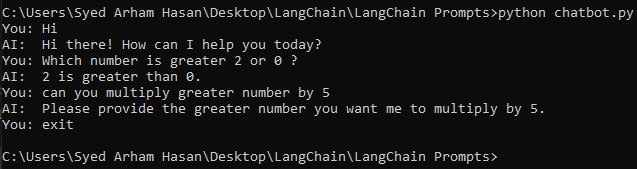 C:\Users\Syed Arham Hasan\Desktop\LangChain\LangChain Prompts>python chatbot.py
You: Hi
AI:  Hi there! How can I help you today?
You: Which number is greater 2 or 0 ?
AI:  2 is greater than 0.
You: can you multiply greater number by 5
AI:  Please provide the greater number you want me to multiply by 5.
You: exit
C:\Users\Syed Arham Hasan\Desktop\LangChain\LangChain Prompts>